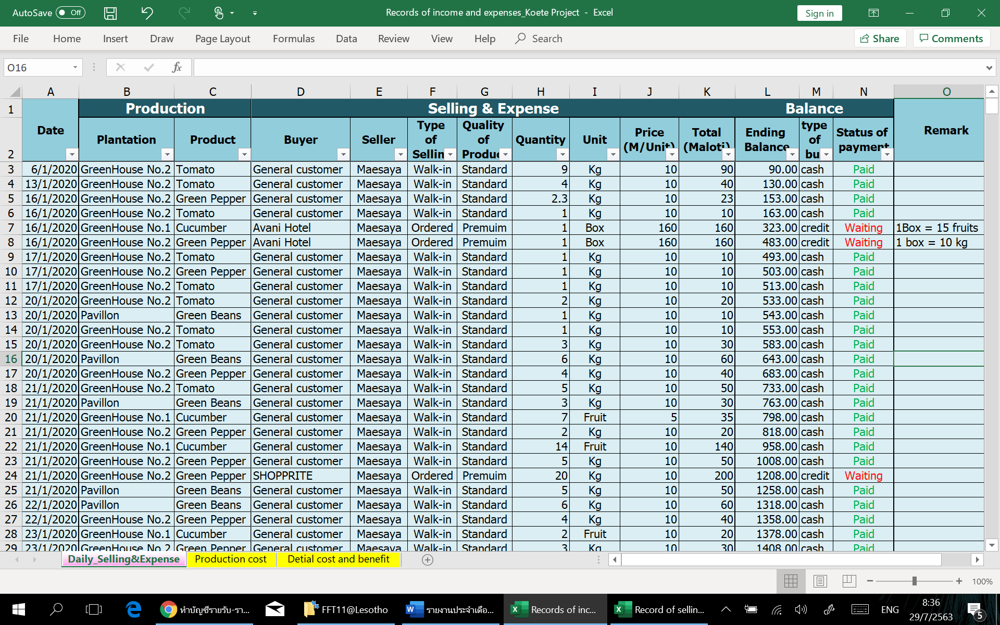 AutoSave Off Records of income and expenses_Koete Project - Excel Sign in
File Home Insert Draw Page Layout Formulas Data Review View Help Search Share Comments
O16 fx
A B C D E F G H I J K L M N O
1 Production Selling & Expense Balance
2 Date Plantation Product Buyer Seller Type of Sellin Quality of Produc Quantity Unit Price (M/Unit) Total (Maloti) Ending Balance type of bu Status of payment Remark
3 6/1/2020 GreenHouse No.2 Tomato General customer Maesaya Walk-in Standard 9 Kg 10 90 90.00 cash Paid
4 13/1/2020 GreenHouse No.2 Tomato General customer Maesaya Walk-in Standard 4 Kg 10 40 130.00 cash Paid
5 16/1/2020 GreenHouse No.2 Green Pepper General customer Maesaya Walk-in Standard 2.3 Kg 10 23 153.00 cash Paid
6 16/1/2020 GreenHouse No.2 Tomato General customer Maesaya Walk-in Standard 1 Kg 10 10 163.00 cash Paid
7 16/1/2020 GreenHouse No.1 Cucumber Avani Hotel Maesaya Ordered Premuim 1 Box 160 160 323.00 credit Waiting 1Box = 15 fruits
8 16/1/2020 GreenHouse No.2 Green Pepper Avani Hotel Maesaya Ordered Premuim 1 Box 160 160 483.00 credit Waiting 1 box = 10 kg
9 17/1/2020 GreenHouse No.2 Tomato General customer Maesaya Walk-in Standard 1 Kg 10 10 493.00 cash Paid
10 17/1/2020 GreenHouse No.2 Green Pepper General customer Maesaya Walk-in Standard 1 Kg 10 10 503.00 cash Paid
11 17/1/2020 GreenHouse No.2 Tomato General customer Maesaya Walk-in Standard 1 Kg 10 10 513.00 cash Paid
12 20/1/2020 GreenHouse No.2 Tomato General customer Maesaya Walk-in Standard 2 Kg 10 20 533.00 cash Paid
13 20/1/2020 Pavillon Green Beans General customer Maesaya Walk-in Standard 1 Kg 10 10 543.00 cash Paid
14 20/1/2020 GreenHouse No.2 Tomato General customer Maesaya Walk-in Standard 1 Kg 10 10 553.00 cash Paid
15 20/1/2020 GreenHouse No.2 Tomato General customer Maesaya Walk-in Standard 3 Kg 10 30 583.00 cash Paid
16 20/1/2020 Pavillon Green Beans General customer Maesaya Walk-in Standard 6 Kg 10 60 643.00 cash Paid
17 20/1/2020 GreenHouse No.2 Green Pepper General customer Maesaya Walk-in Standard 4 Kg 10 40 683.00 cash Paid
18 21/1/2020 GreenHouse No.2 Tomato General customer Maesaya Walk-in Standard 5 Kg 10 50 733.00 cash Paid
19 21/1/2020 Pavillon Green Beans General customer Maesaya Walk-in Standard 3 Kg 10 30 763.00 cash Paid
20 21/1/2020 GreenHouse No.1 Cucumber General customer Maesaya Walk-in Standard 7 Fruit 5 35 798.00 cash Paid
21 21/1/2020 GreenHouse No.2 Green Pepper General customer Maesaya Walk-in Standard 2 Kg 10 20 818.00 cash Paid
22 21/1/2020 GreenHouse No.1 Cucumber General customer Maesaya Walk-in Standard 14 Fruit 10 140 958.00 cash Paid
23 21/1/2020 GreenHouse No.2 Green Pepper General customer Maesaya Walk-in Standard 5 Kg 10 50 1008.00 cash Paid
24 21/1/2020 GreenHouse No.2 Green Pepper SHOPPRITE Maesaya Ordered Premuim 20 Kg 10 200 1208.00 credit Waiting
25 21/1/2020 Pavillon Green Beans General customer Maesaya Walk-in Standard 5 Kg 10 50 1258.00 cash Paid
26 22/1/2020 Pavillon Green Beans General customer Maesaya Walk-in Standard 6 Kg 10 60 1318.00 cash Paid
27 22/1/2020 GreenHouse No.2 Green Pepper General customer Maesaya Walk-in Standard 4 Kg 10 40 1358.00 cash Paid
28 23/1/2020 GreenHouse No.1 Cucumber General customer Maesaya Walk-in Standard 2 Fruit 10 20 1378.00 cash Paid
29 23/1/2020 GreenHouse No.2 Green Pepper General customer Maesaya Walk-in Standard 3 Kg 10 30 1408.00 cash Paid
Daily_Selling&Expense Production cost Detial cost and benefit
100%
ทำบัญชีรายรับ-รา... FFT11@Lesotho รายงานประจำเดือ... Records of inc... Record of sellin... ENG 8:36
29/7/2563 5